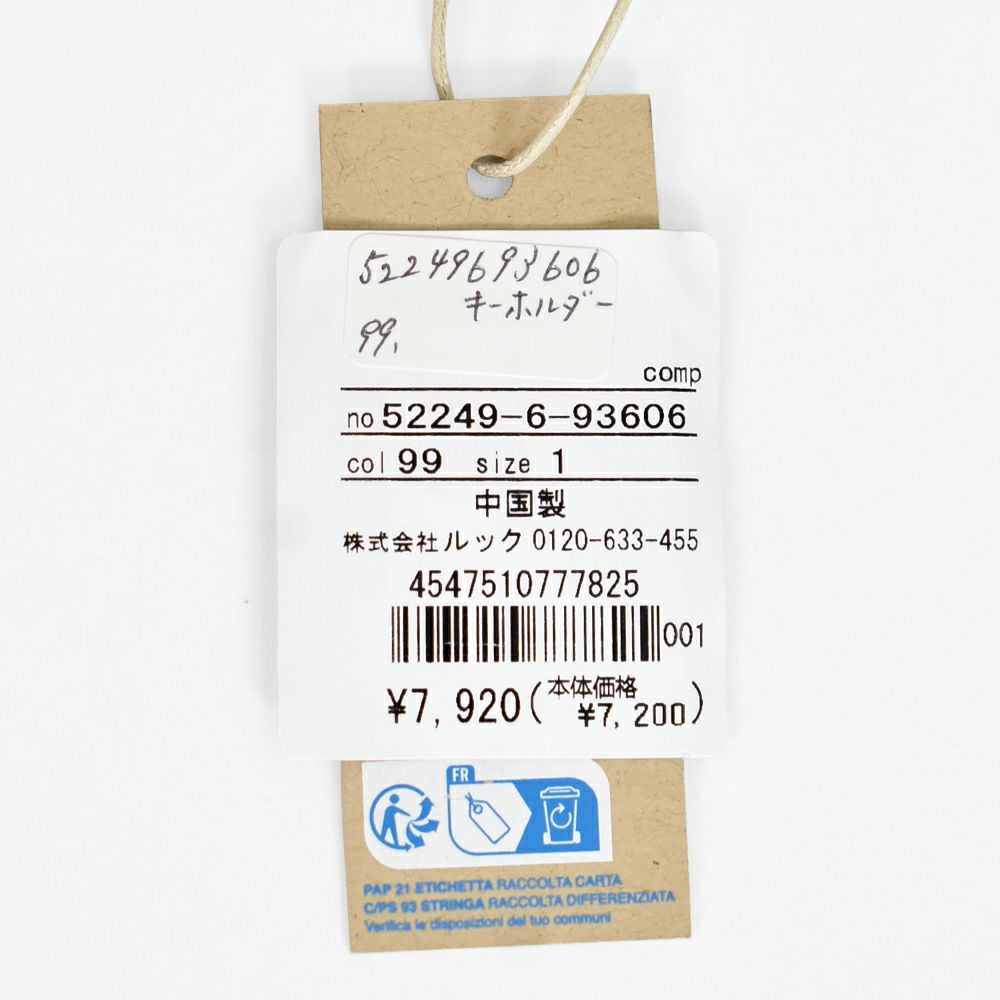 52249693606
キーホルダー
99.
comp
no 52249-6-93606
col 99 size 1
中国製
株式会社ルック 0120-633-455
4547510777825
001
¥7,920(本体価格 ¥7,200)
FR
PAP 21 ETICHETTA RACCOLTA CARTA
C/PS 93 STRINGA RACCOLTA DIFFERENZIATA
Verifica le disposizioni del tuo communi